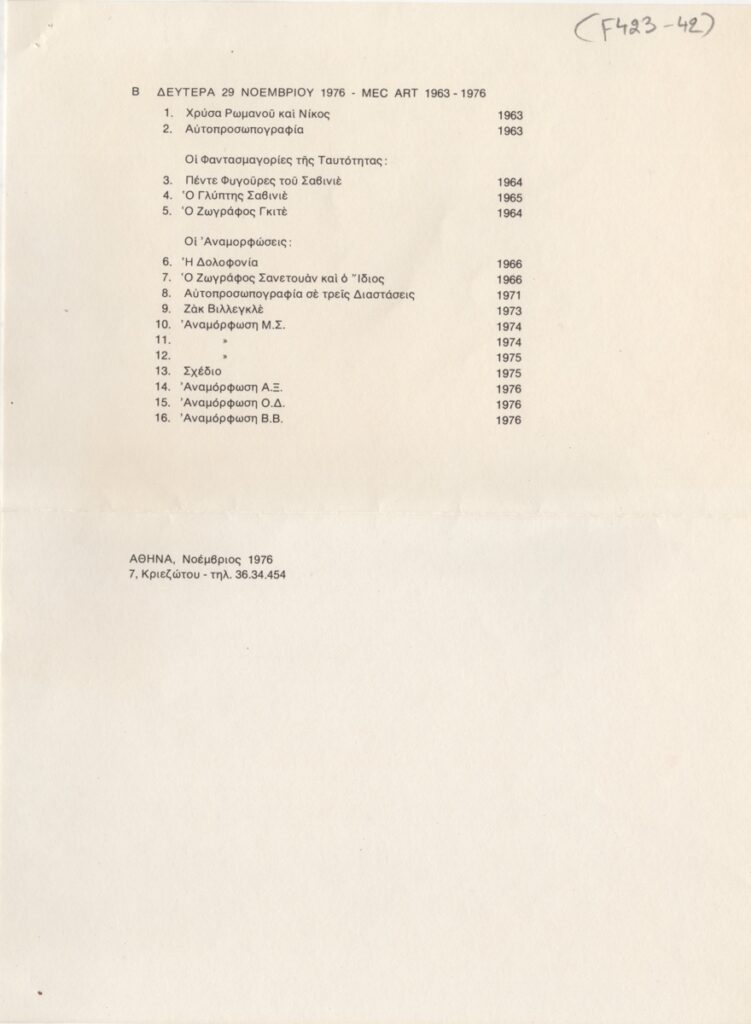 (F423-42)
Β ΔΕΥΤΕΡΑ 29 ΝΟΕΜΒΡΙΟΥ 1976 - MEC ART 1963 - 1976
1. Χρύσα Ρωμανοῦ καὶ Νίκος 1963
2. Αὐτοπροσωπογραφία 1963
Οἱ Φαντασμαγορίες τῆς Ταυτότητας :
3. Πέντε Φυγοῦρες τοῦ Σαβινιὲ 1964
4. Ὁ Γλύπτης Σαβινιὲ 1965
5. Ὁ Ζωγράφος Γκιτὲ 1964
Οἱ Ἀναμορφώσεις :
6. Ἡ Δολοφονία 1966
7. Ὁ Ζωγράφος Σανετουὰν καὶ ὁ Ἴδιος 1966
8. Αὐτοπροσωπογραφία σὲ τρεῖς Διαστάσεις 1971
9. Ζὰκ Βιλλεγκλὲ 1973
10. Ἀναμόρφωση Μ.Σ. 1974
11. » 1974
12. » 1975
13. Σχέδιο 1975
14. Ἀναμόρφωση Α.Ξ. 1976
15. Ἀναμόρφωση Ο.Δ. 1976
16. Ἀναμόρφωση Β.Β. 1976
ΑΘΗΝΑ, Νοέμβριος 1976
7, Κριεζώτου - τηλ. 36.34.454